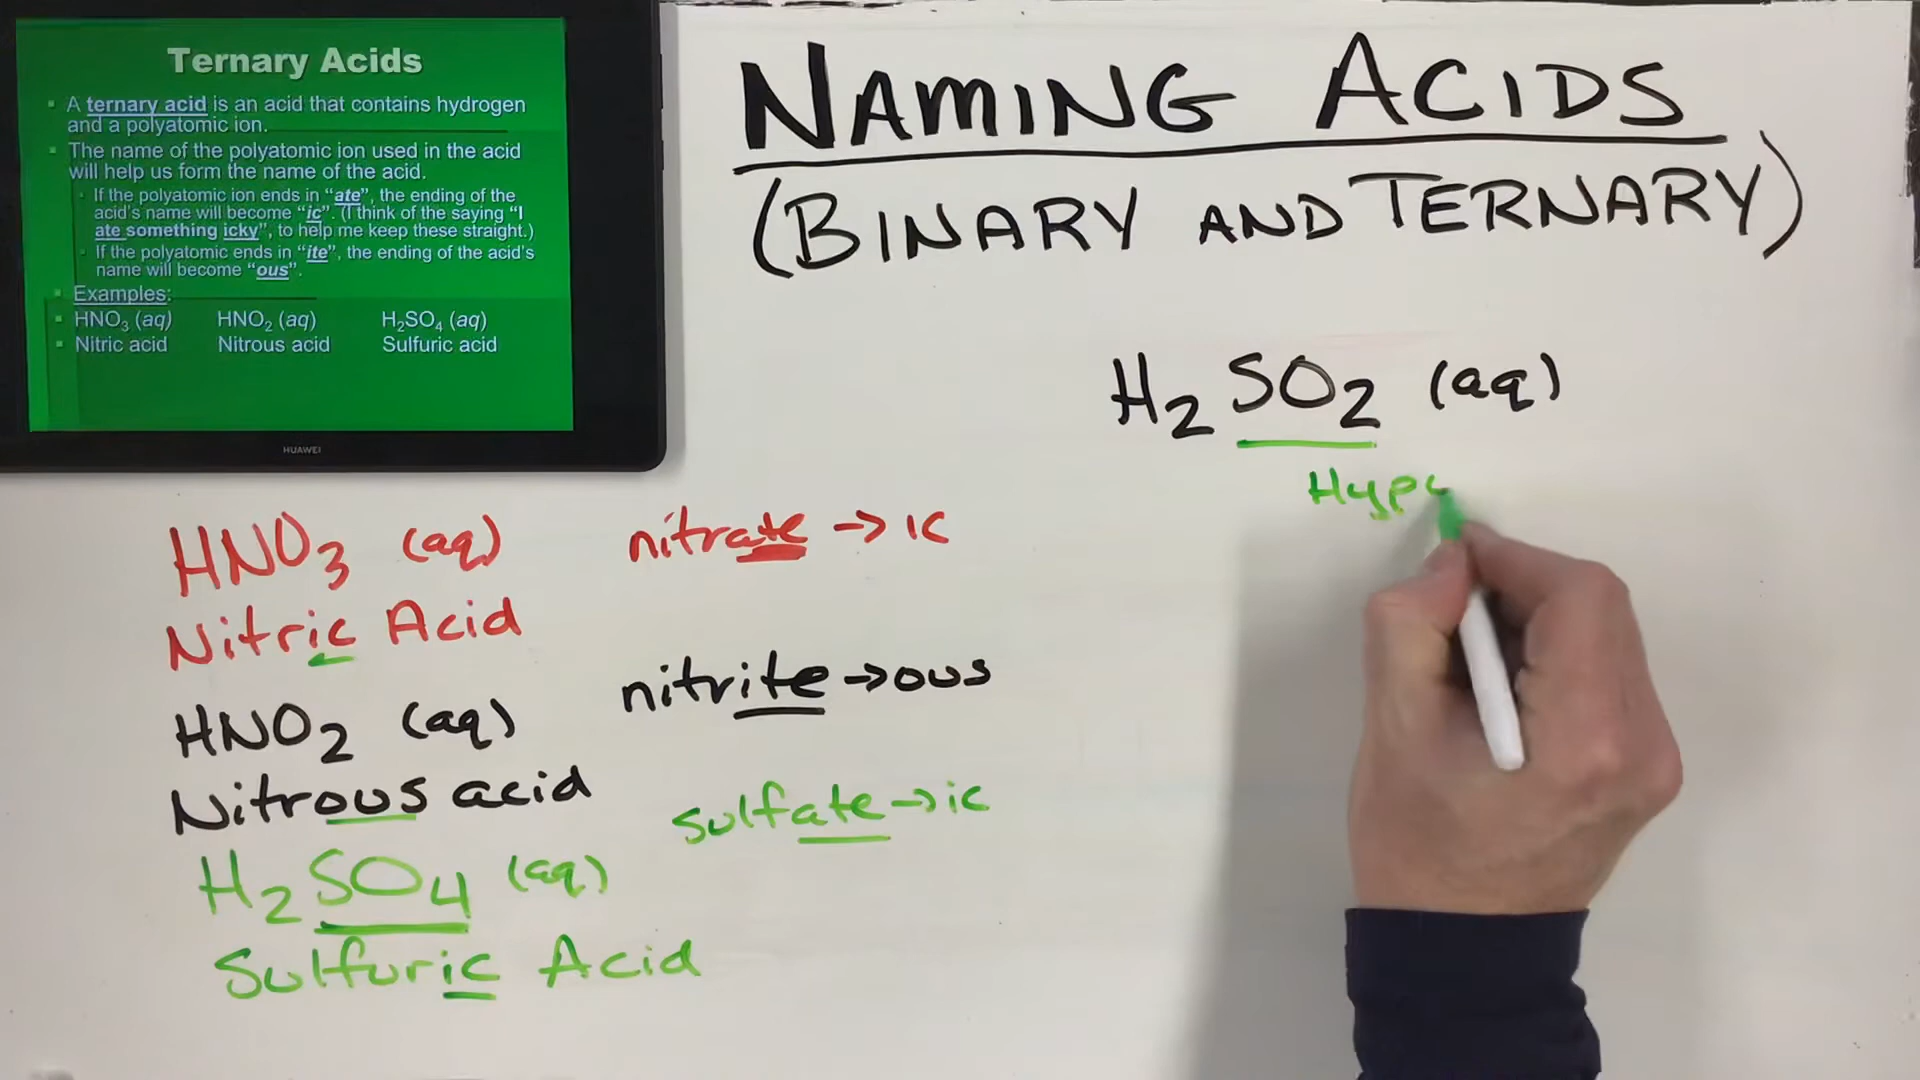 Ternary Acids
▪ A ternary acid is an acid that contains hydrogen
and a polyatomic ion.
▪ The name of the polyatomic ion used in the acid
will help us form the name of the acid.
▪ If the polyatomic ion ends in “ate”, the ending of the
acid’s name will become “ic”. (I think of the saying “I
ate something icky”, to help me keep these straight.)
▪ If the polyatomic ends in “ite”, the ending of the acid’s
name will become “ous”.
▪ Examples:
▪ HNO₃ (aq) HNO₂ (aq) H₂SO₄ (aq)
▪ Nitric acid Nitrous acid Sulfuric acid
HUAWEI
NAMING ACIDS
(BINARY AND TERNARY)
H₂SO₂ (aq)
Hypo
HNO₃ (aq) nitrate → ic
Nitric Acid
HNO₂ (aq) nitrite → ous
Nitrous acid
H₂SO₄ (aq) sulfate → ic
Sulfuric Acid